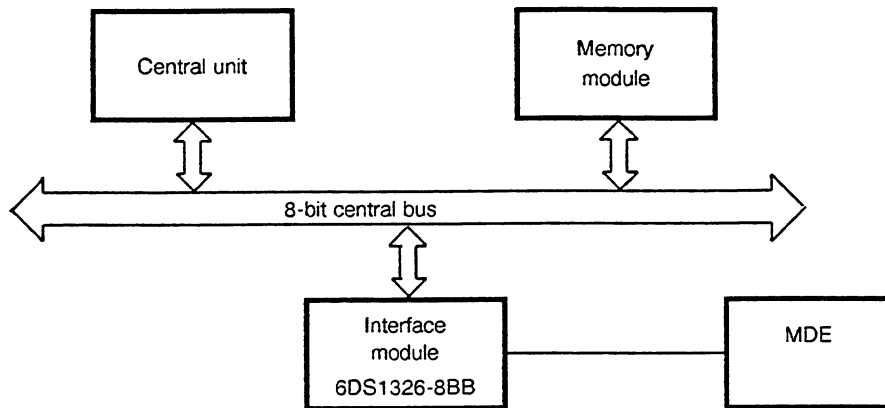 Central unit
Memory
module
8-bit central bus
Interface
module
6DS1326-8BB
MDE